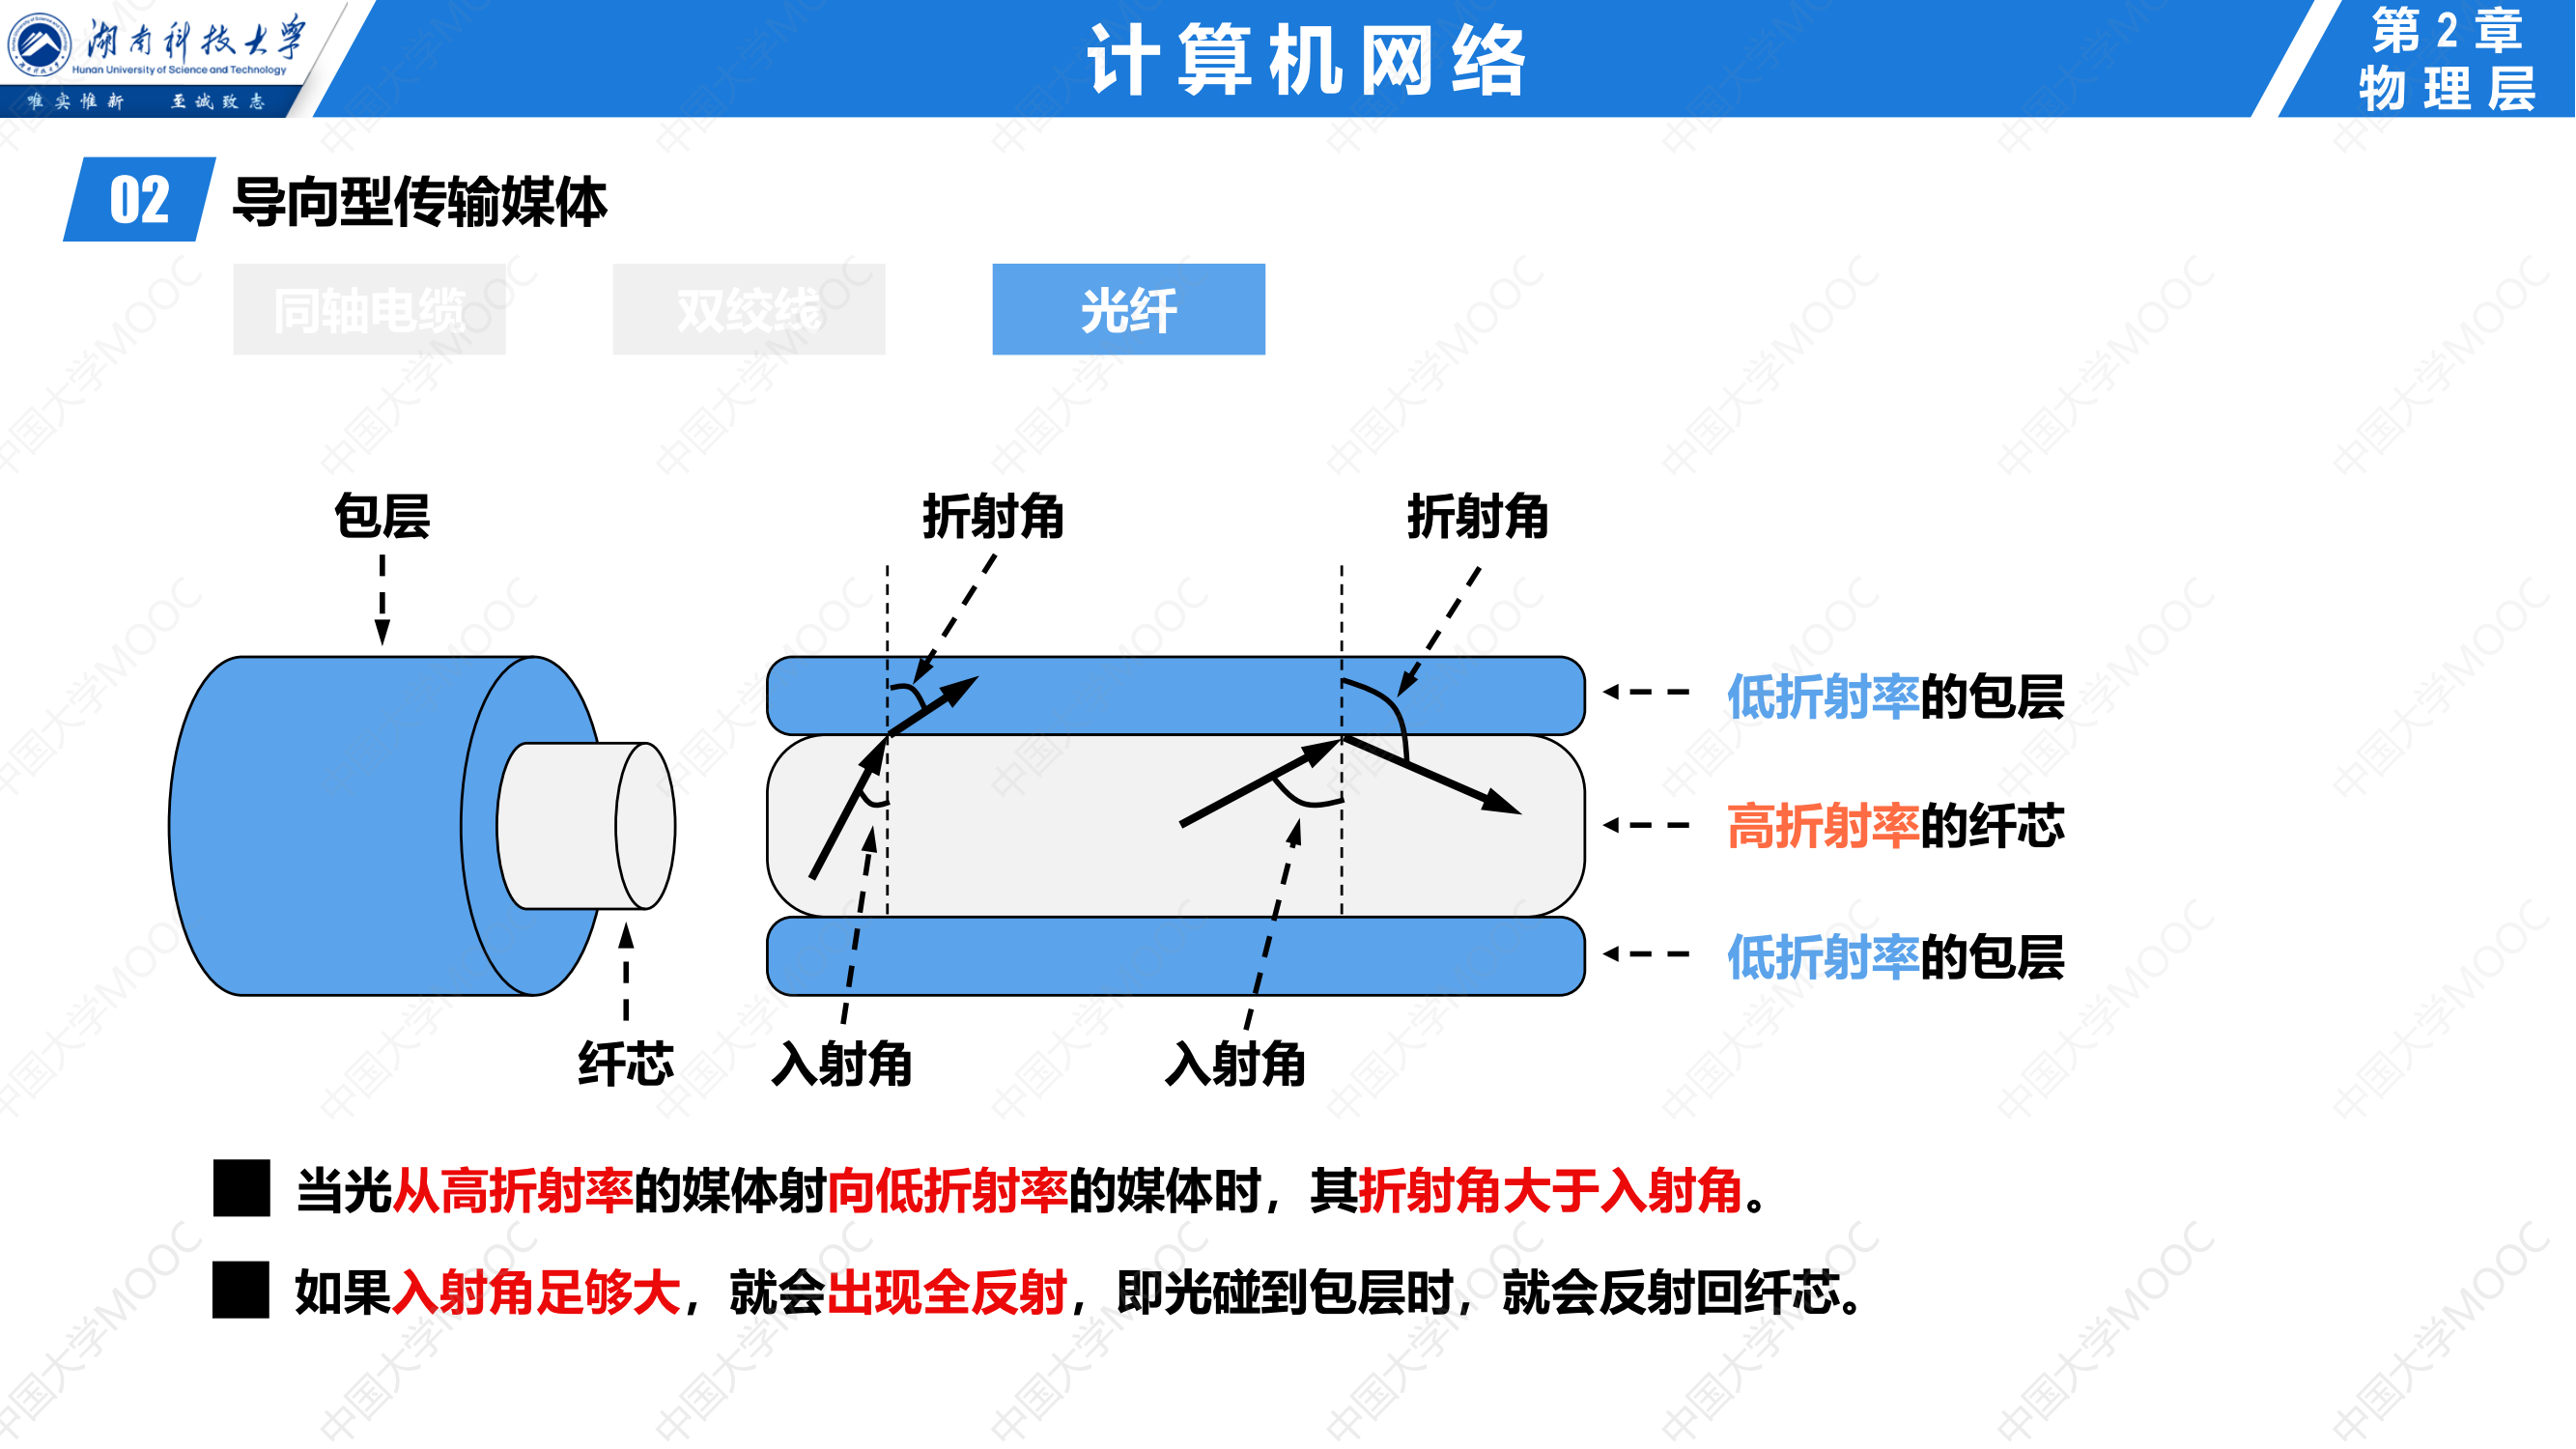 湖南科技大学
Hunan University of Science and Technology
唯实惟新 至诚致志
计算机网络
第2章
物理层
02 导向型传输媒体
同轴电缆 双绞线 光纤
包层 折射角 折射角
低折射率的包层
高折射率的纤芯
低折射率的包层
纤芯 入射角 入射角
当光从高折射率的媒体射向低折射率的媒体时，其折射角大于入射角。
如果入射角足够大，就会出现全反射，即光碰到包层时，就会反射回纤芯。
中国大学MOOC